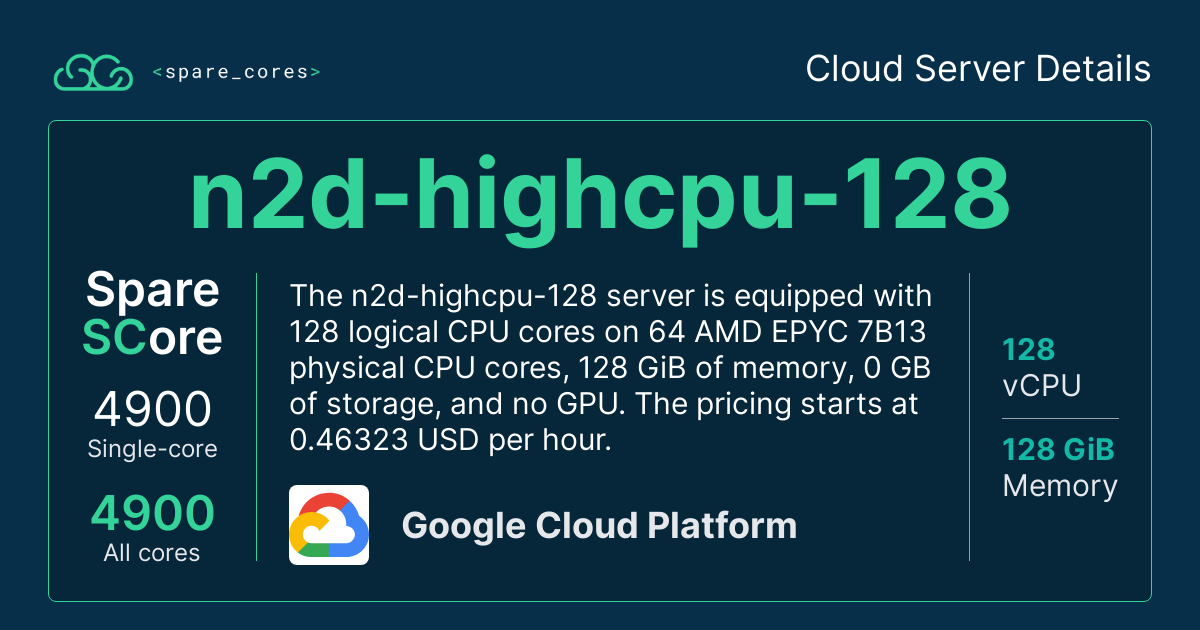 <spare_cores>
Cloud Server Details
n2d-highcpu-128
Spare
SCore
4900
Single-core
4900
All cores
The n2d-highcpu-128 server is equipped with
128 logical CPU cores on 64 AMD EPYC 7B13
physical CPU cores, 128 GiB of memory, 0 GB
of storage, and no GPU. The pricing starts at
0.46323 USD per hour.
Google Cloud Platform
128
vCPU
128 GiB
Memory